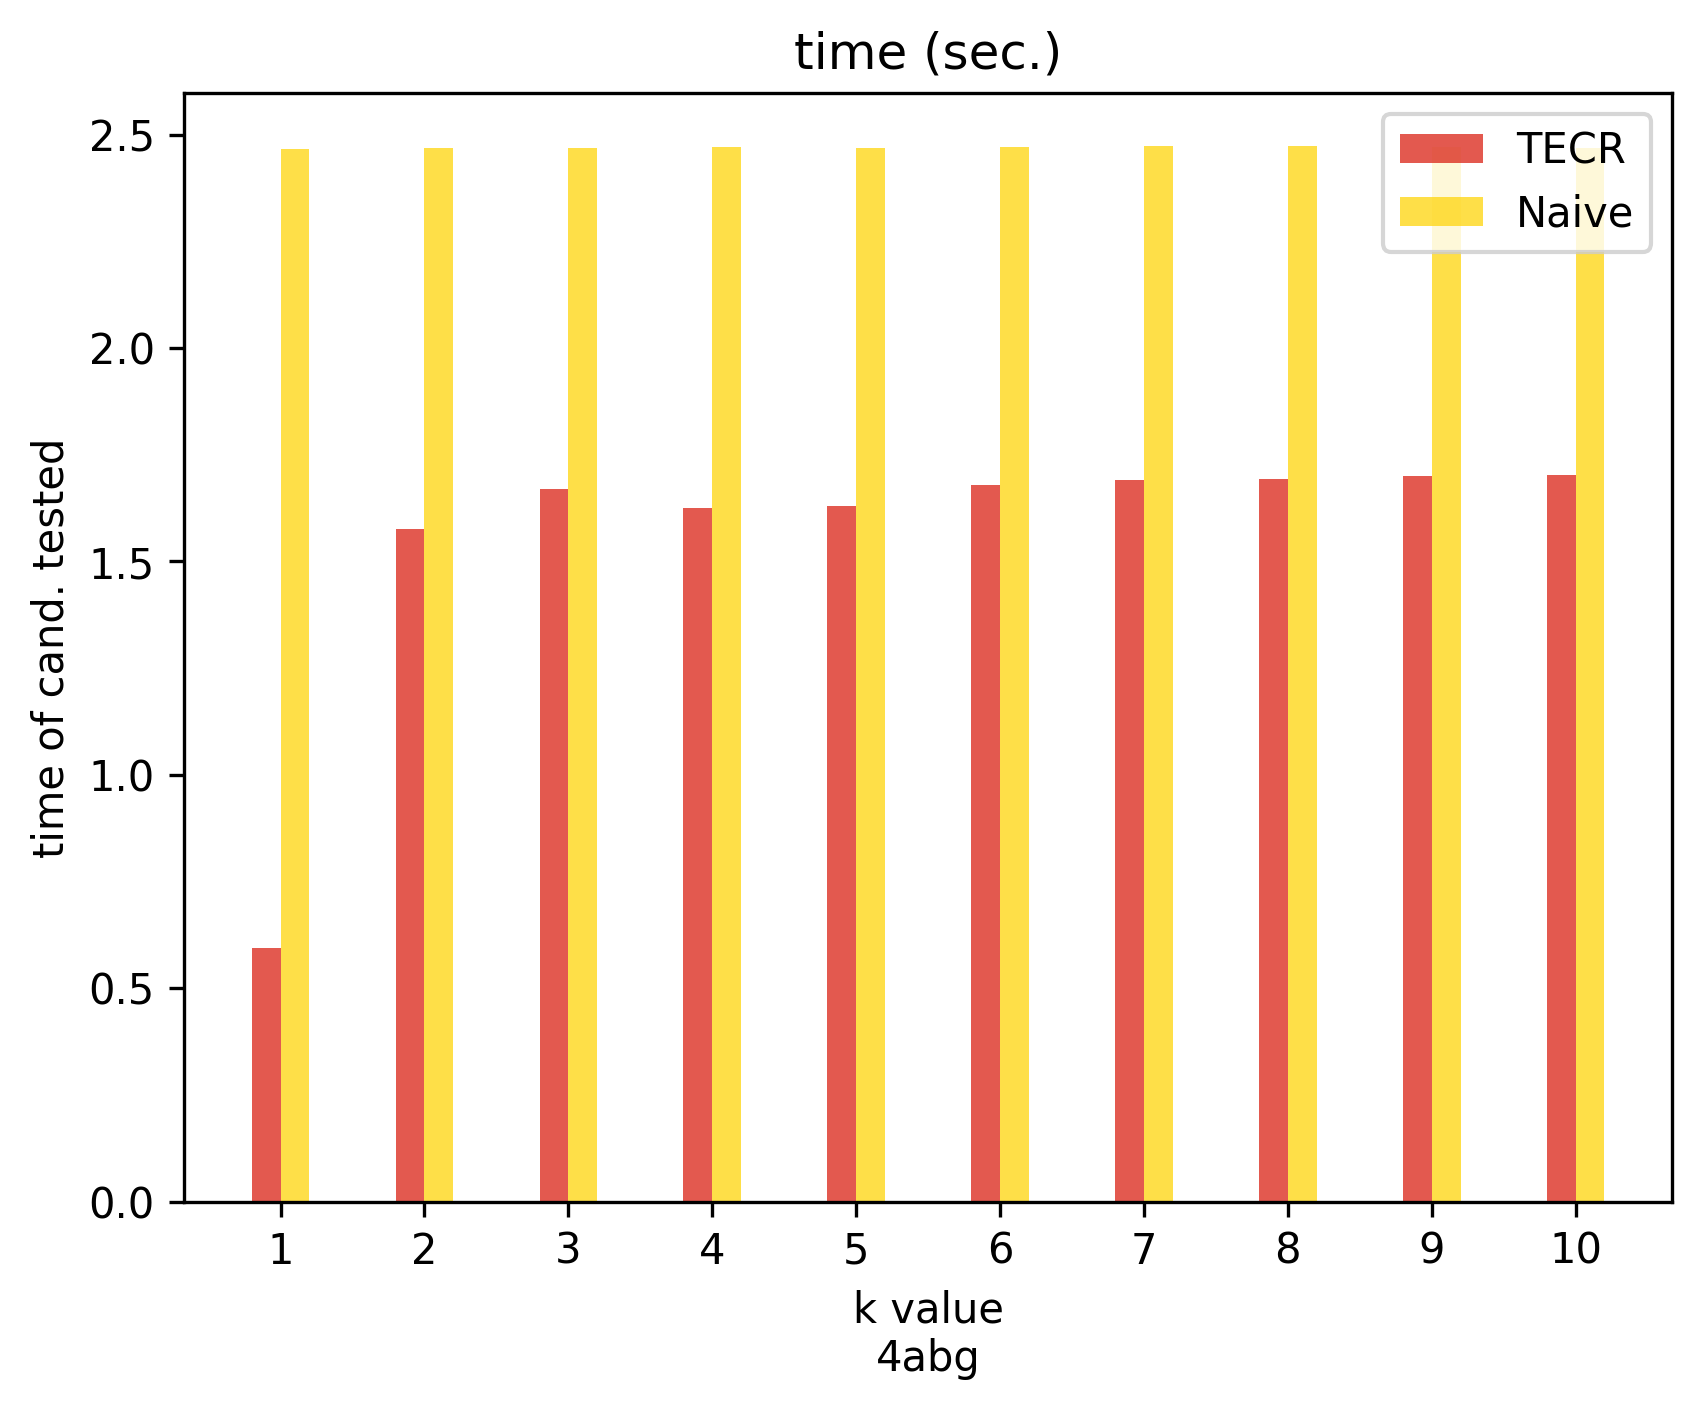 time (sec.)
TECR
Naive
2.5
2.0
1.5
1.0
0.5
0.0
time of cand. tested
1 2 3 4 5 6 7 8 9 10
k value
4abg